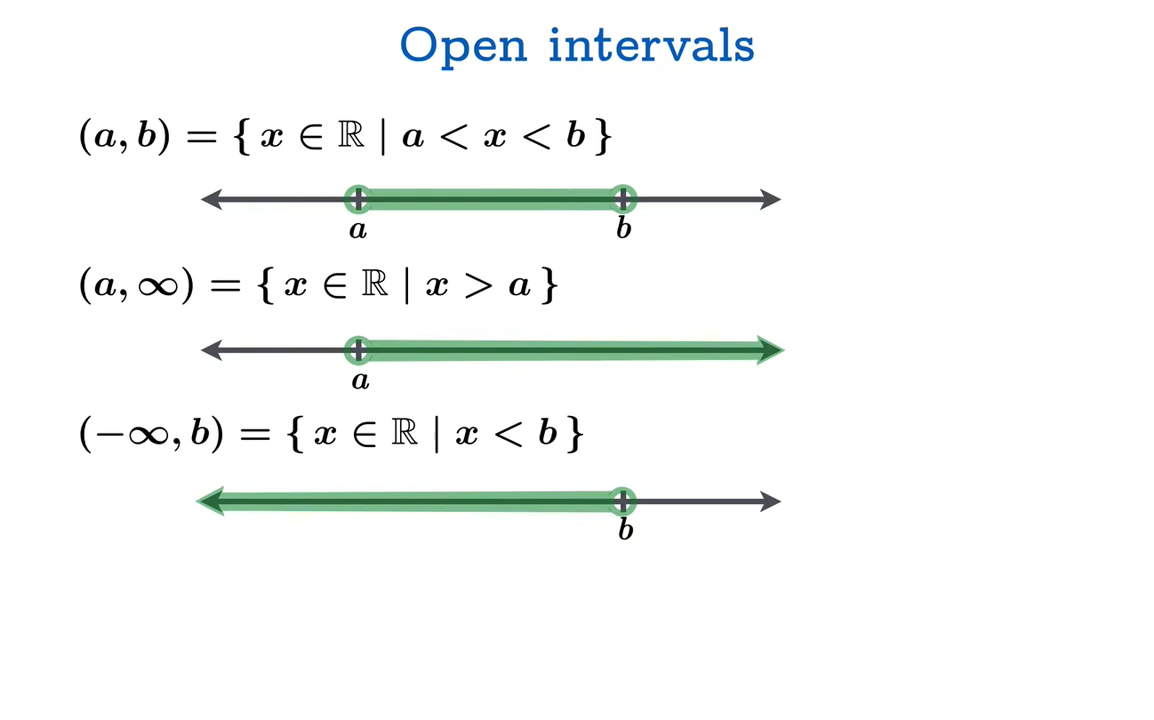 Open intervals
(a, b) = { x ∈ ℝ | a < x < b }
a b
(a, ∞) = { x ∈ ℝ | x > a }
a
(−∞, b) = { x ∈ ℝ | x < b }
b